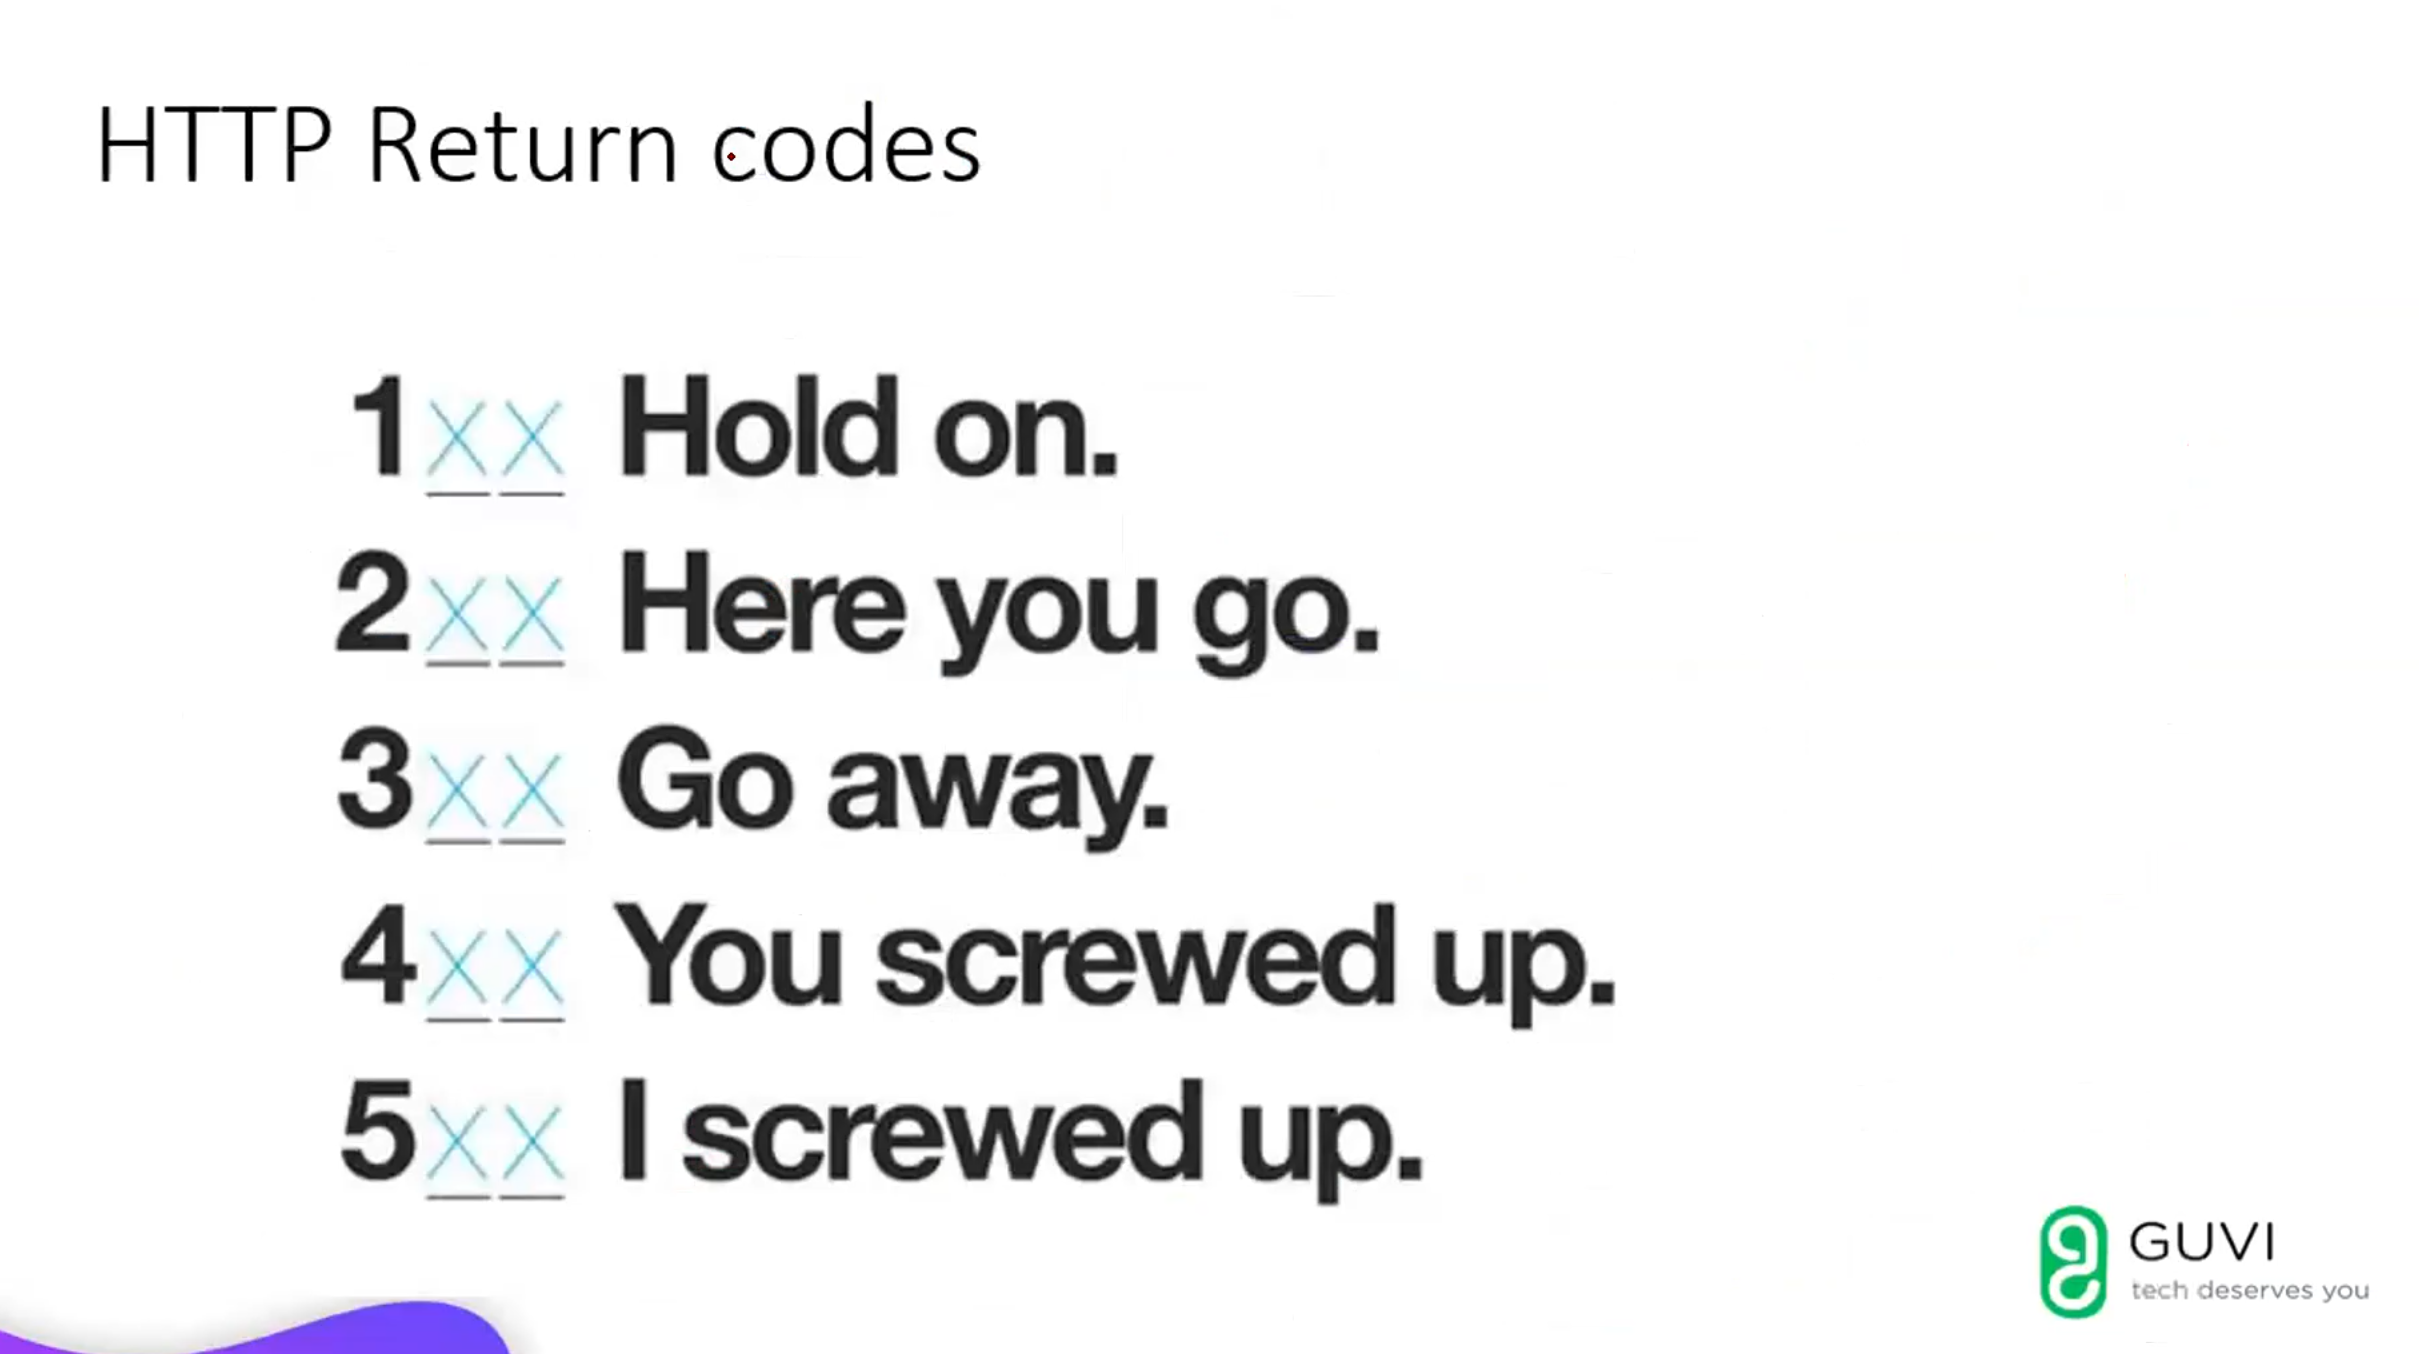 HTTP Return codes
1xx Hold on.
2xx Here you go.
3xx Go away.
4xx You screwed up.
5xx I screwed up.
GUVI
tech deserves you